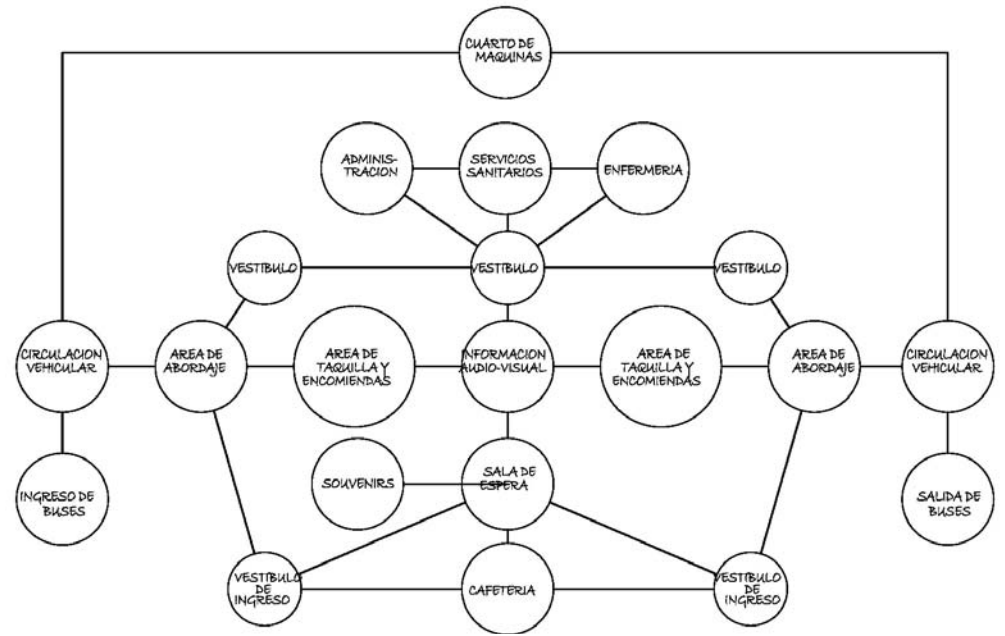 CUARTO DE
MAQUINAS
ADMINIS-
TRACION
SERVICIOS
SANITARIOS
ENFERMERIA
VESTIBULO
VESTIBULO
VESTIBULO
CIRCULACION
VEHICULAR
AREA DE
ABORDAJE
AREA DE
TAQUILLA Y
ENCOMIENDAS
INFORMACION
AUDIO-VISUAL
AREA DE
TAQUILLA Y
ENCOMIENDAS
AREA DE
ABORDAJE
CIRCULACION
VEHICULAR
INGRESO DE
BUSES
SOUVENIRS
SALA DE
ESPERA
SALIDA DE
BUSES
VESTIBULO
DE
INGRESO
CAFETERIA
VESTIBULO
DE
INGRESO